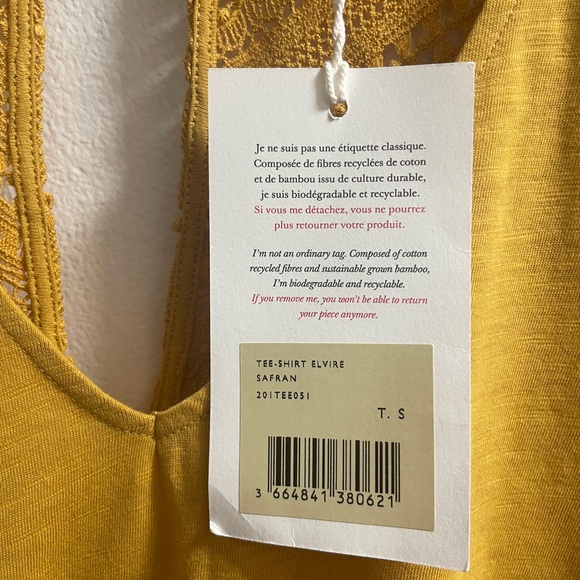 Je ne suis pas une étiquette classique.
Composée de fibres recyclées de coton
et de bambou issu de culture durable,
je suis biodégradable et recyclable.
Si vous me détachez, vous ne pourrez
plus retourner votre produit.
I'm not an ordinary tag. Composed of cotton
recycled fibres and sustainable grown bamboo,
I'm biodegradable and recyclable.
If you remove me, you won't be able to return
your piece anymore.
TEE-SHIRT ELVIRE
SAFRAN
201TEE051
T. S
3 664841 380621